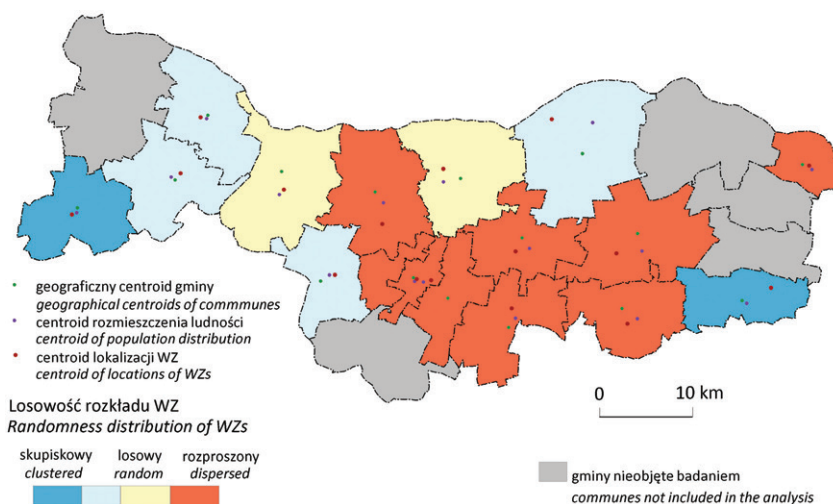 geograficzny centroid gminy
geographical centroids of commmunes
centroid rozmieszczenia ludności
centroid of population distribution
centroid lokalizacji WZ
centroid of locations of WZs
Losowość rozkładu WZ
Randomness distribution of WZs
skupiskowy losowy rozproszony
clustered random dispersed
0 10 km
gminy nieobjęte badaniem
communes not included in the analysis